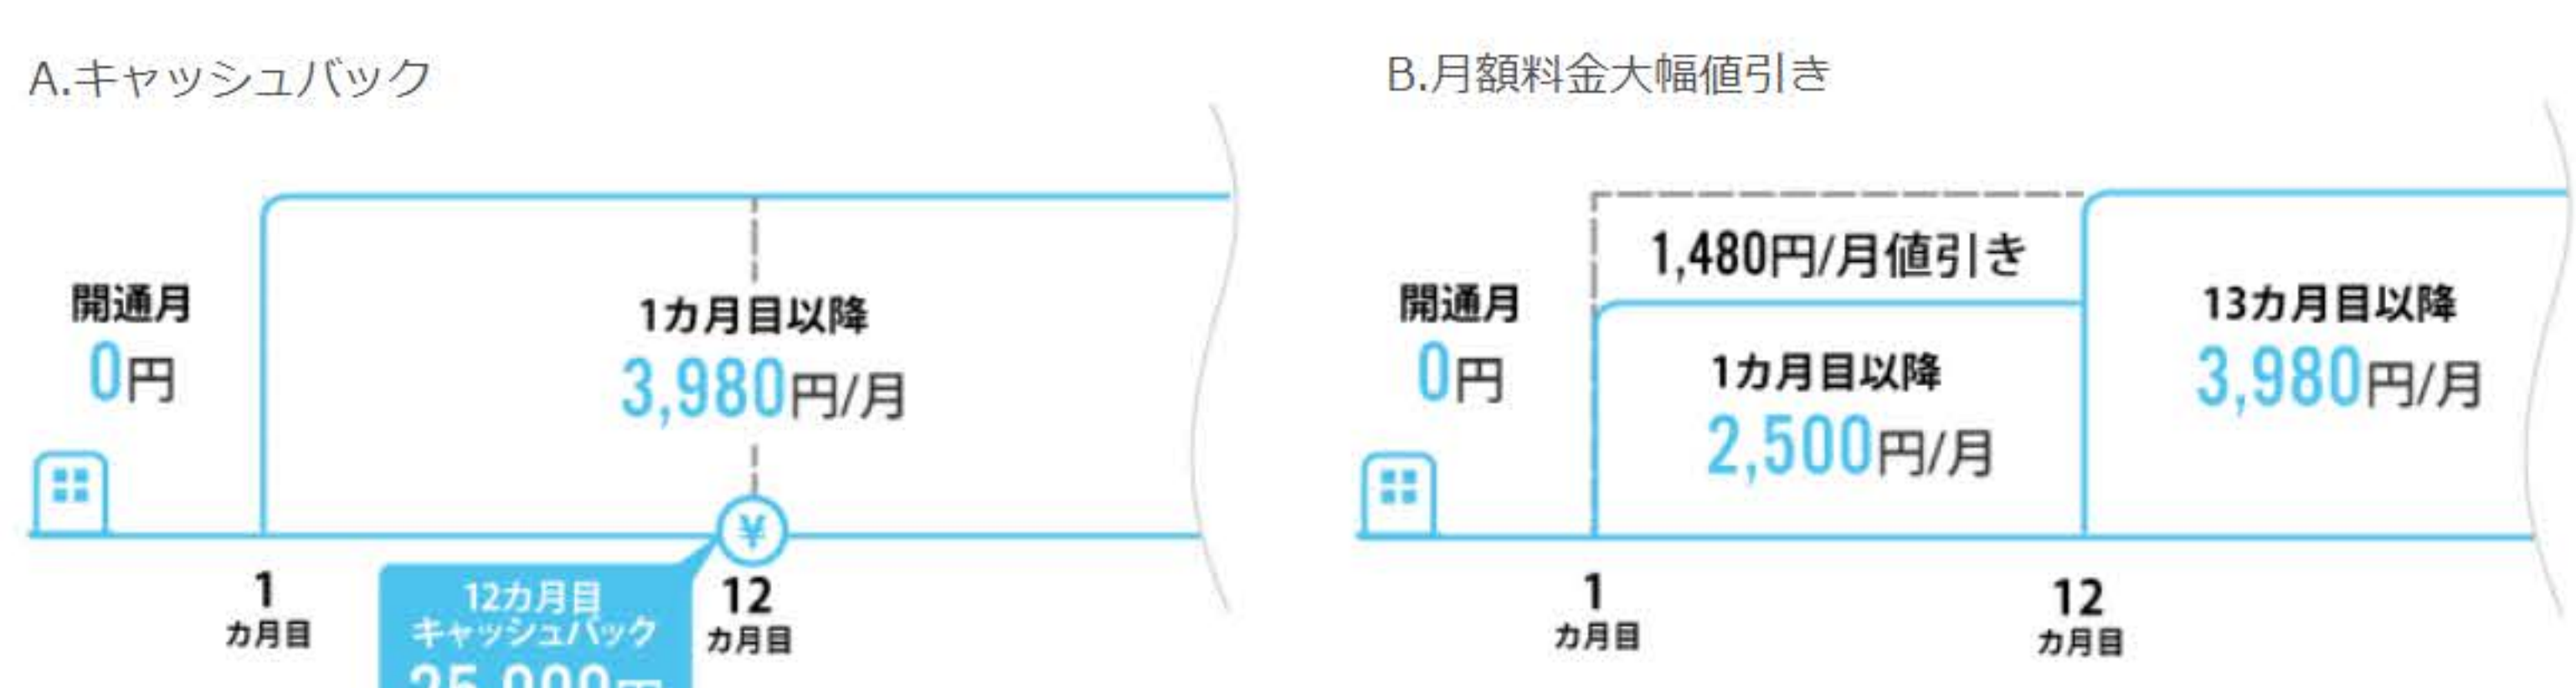 A.キャッシュバック
開通月
0円
1カ月目以降
3,980円/月
¥
1
カ月目
12カ月目
キャッシュバック
12
カ月目
B.月額料金大幅値引き
開通月
0円
1,480円/月値引き
1カ月目以降
2,500円/月
13カ月目以降
3,980円/月
1
カ月目
12
カ月目